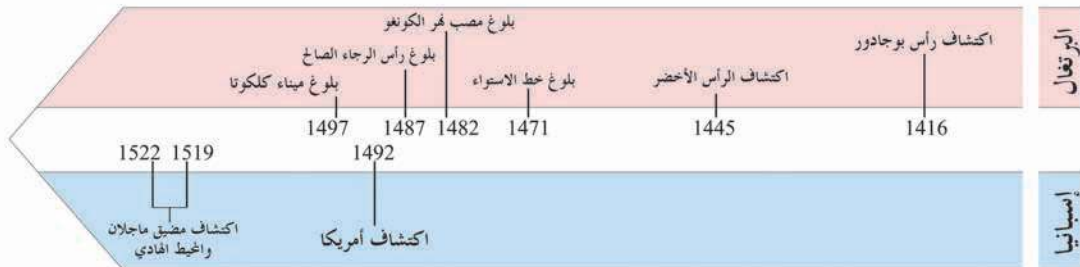 البرتغال
اكتشاف رأس بوجادور
1416
اكتشاف الرأس الأخضر
1445
بلوغ خط الاستواء
1471
بلوغ مصب نهر الكونغو
1482
بلوغ رأس الرجاء الصالح
1487
بلوغ ميناء كلكوتا
1497
إسبانيا
1492
اكتشاف أمريكا
1519
1522
اكتشاف مضيق ماجلان
والمحيط الهادي